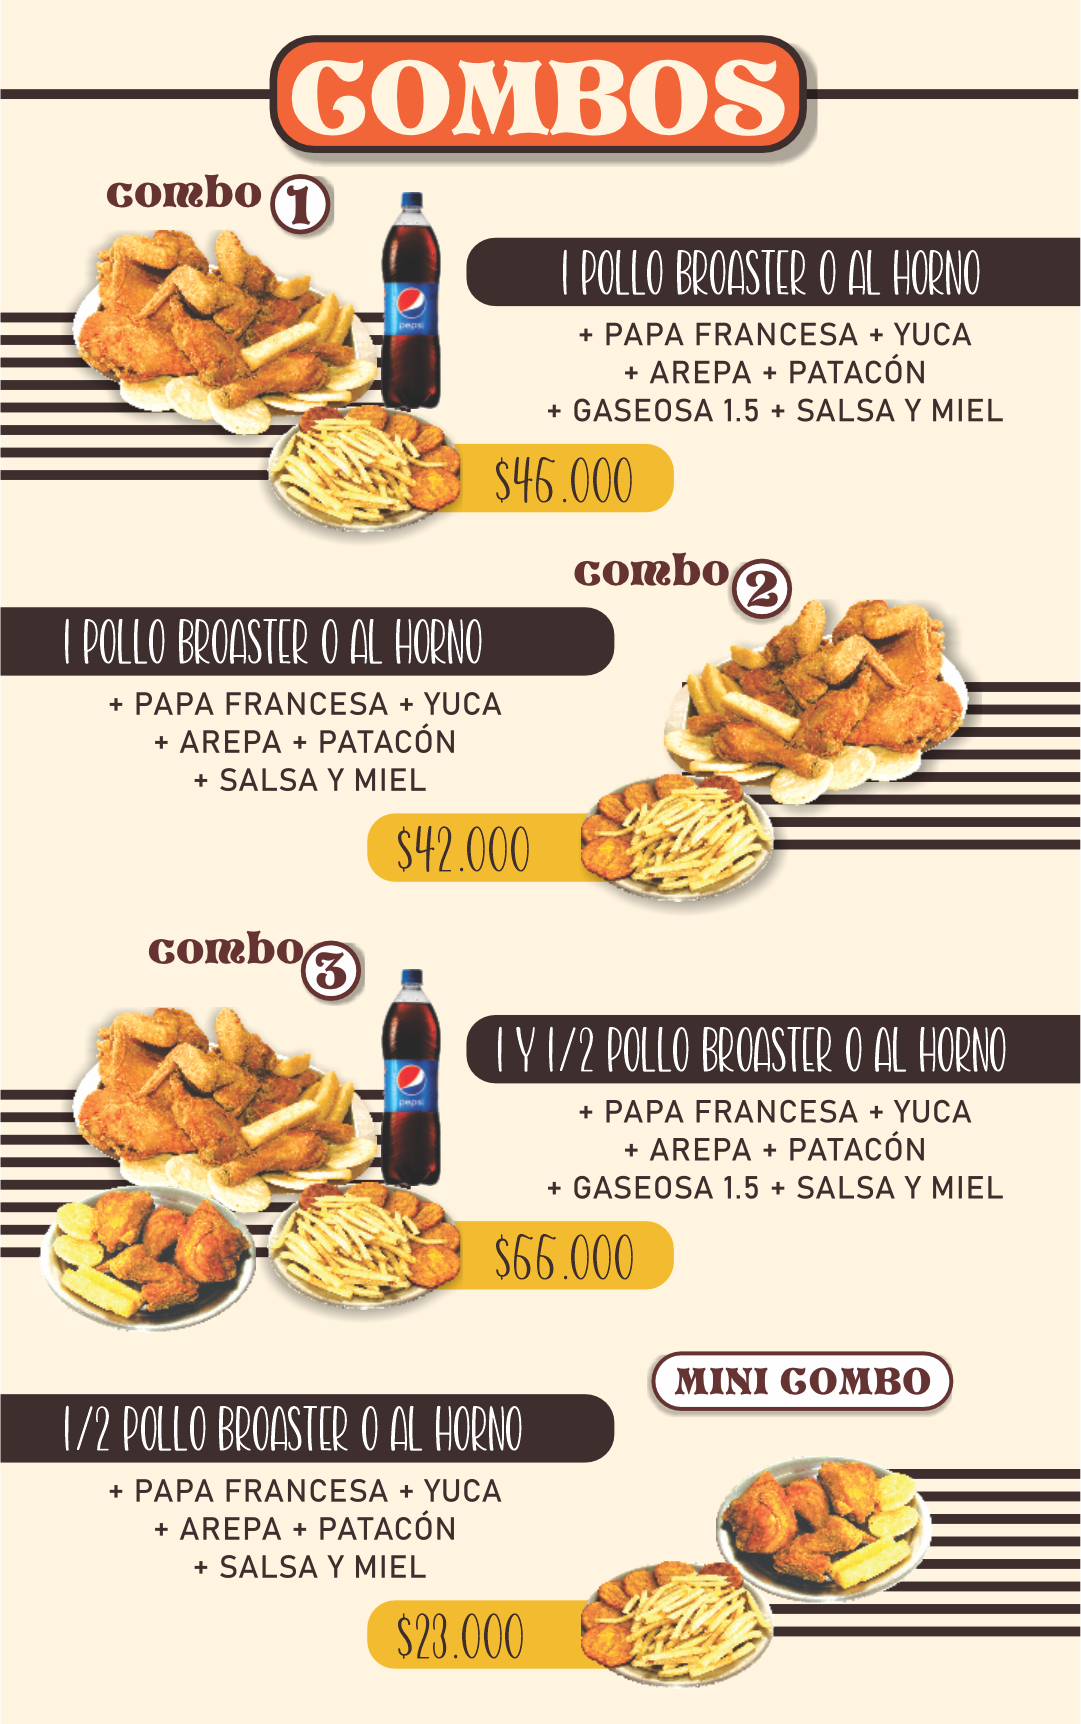 COMBOS
combo 1
1 POLLO BROASTER O AL HORNO
+ PAPA FRANCESA + YUCA
+ AREPA + PATACÓN
+ GASEOSA 1.5 + SALSA Y MIEL
pepsi
$46.000
combo 2
1 POLLO BROASTER O AL HORNO
+ PAPA FRANCESA + YUCA
+ AREPA + PATACÓN
+ SALSA Y MIEL
$42.000
combo 3
1 Y 1/2 POLLO BROASTER O AL HORNO
+ PAPA FRANCESA + YUCA
+ AREPA + PATACÓN
+ GASEOSA 1.5 + SALSA Y MIEL
pepsi
$66.000
MINI COMBO
1/2 POLLO BROASTER O AL HORNO
+ PAPA FRANCESA + YUCA
+ AREPA + PATACÓN
+ SALSA Y MIEL
$23.000